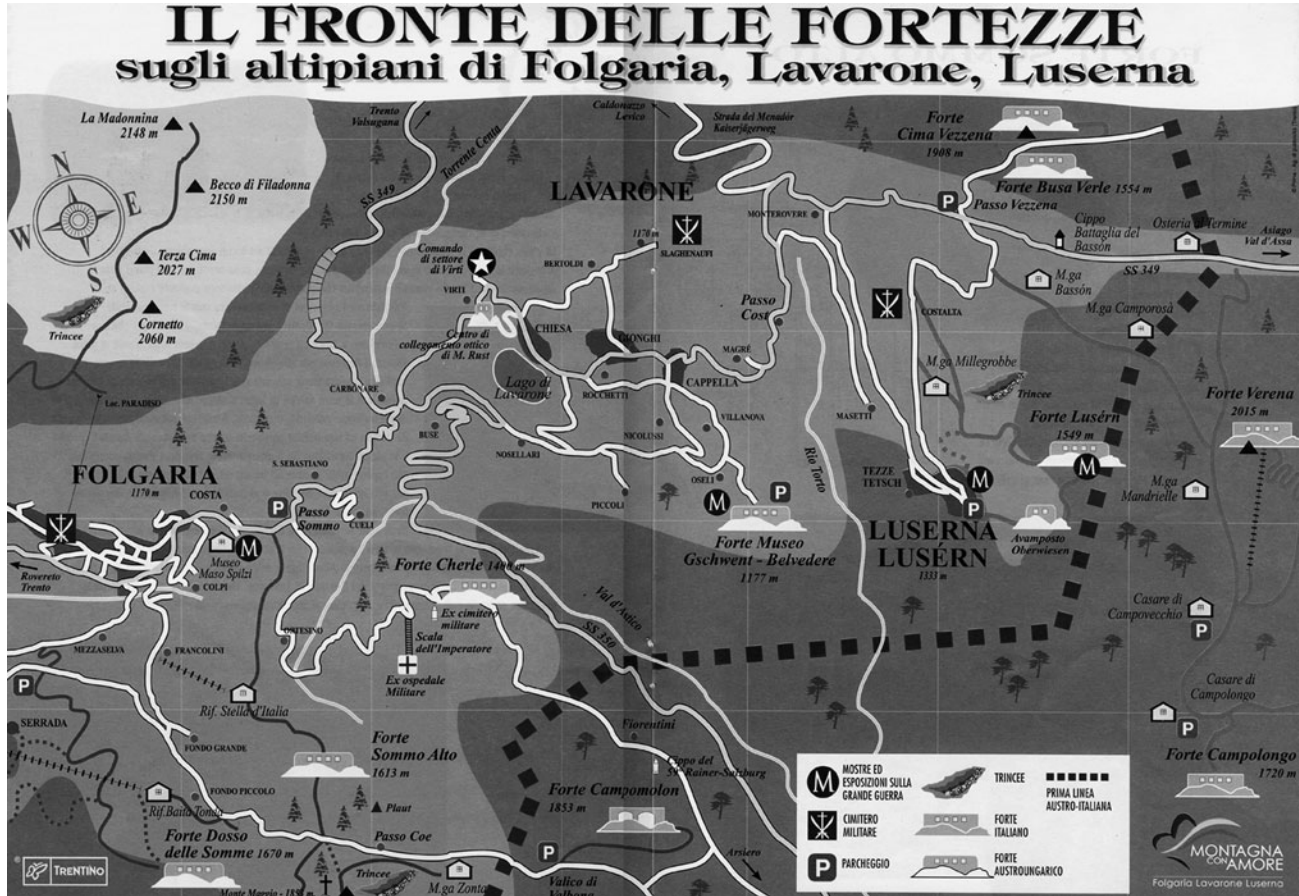 IL FRONTE DELLE FORTEZZE
sugli altipiani di Folgaria, Lavarone, Luserna
La Madonnina
2148 m
Becco di Filadonna
2150 m
Terza Cima
2027 m
Cornetto
2060 m
Trincee
N
W
E
S
Loc. PARADISO
Trento
Valsugana
SS 349
Torrente Centa
Caldonazzo
Levico
Strada del Menadór
Kaiserjägerweg
LAVARONE
1170 m
SLAGHENAUFI
BERTOLDI
Comando
di settore
di Virti
VIRTI
Centro di
collegamento ottico
di M. Rust
CHIESA
GIONGHI
Lago di
Lavarone
ROCCHETTI
CAPPELLA
MAGRÉ
Passo
Cost
MONTEROVERE
Forte
Cima Vezzena
1908 m
Forte Busa Verle 1554 m
P
Passo Vezzena
Cippo
Battaglia del
Bassón
Osteria al Termine
Asiago
Val d'Assa
SS 349
M.ga
Bassón
M.ga Camporosà
COSTALTA
M.ga Millegrobbe
Trincee
Forte Verena
2015 m
Forte Lusérn
1549 m
M
M.ga
Mandrielle
MASETTI
TEZZE
TETSCH
M
P
LUSERNA
LUSÉRN
1333 m
Avamposto
Oberwiesen
Rio Torto
CARBONARE
BUSE
NOSELLARI
NICOLUSSI
VILLANOVA
OSELI
PICCOLI
M
P
Forte Museo
Gschwent - Belvedere
1177 m
FOLGARIA
1170 m
COSTA
S. SEBASTIANO
P
Passo
Sommo
CUELI
Museo
Maso Spilzi
M
Rovereto
Trento
COLPI
MEZZASELVA
FRANCOLINI
P
SERRADA
Rif. Stella d'Italia
FONDO GRANDE
FONDO PICCOLO
Rif. Baita Tonda
Forte Dosso
delle Somme 1670 m
Forte Cherle 1400 m
Ex cimitero
militare
Scala
dell'Imperatore
Ex ospedale
Militare
Val d'Astico
SS 350
Forte
Sommo Alto
1613 m
Plaut
Passo Coe
Trincee
M.ga Zonta
Fiorentini
Cippo del
59° Rainer-Salzburg
Forte Campomolon
1853 m
P
Valico di
Arsiero
Casare di
Campovecchio
P
Casare di
Campolongo
P
Forte Campolongo
1720 m
M
MOSTRE ED
ESPOSIZIONI SULLA
GRANDE GUERRA
CIMITERO
MILITARE
P
PARCHEGGIO
TRINCEE
FORTE
ITALIANO
FORTE
AUSTROUNGARICO
PRIMA LINEA
AUSTRO-ITALIANA
MONTAGNA
CON AMORE
Folgaria Lavarone Luserna
TRENTINO